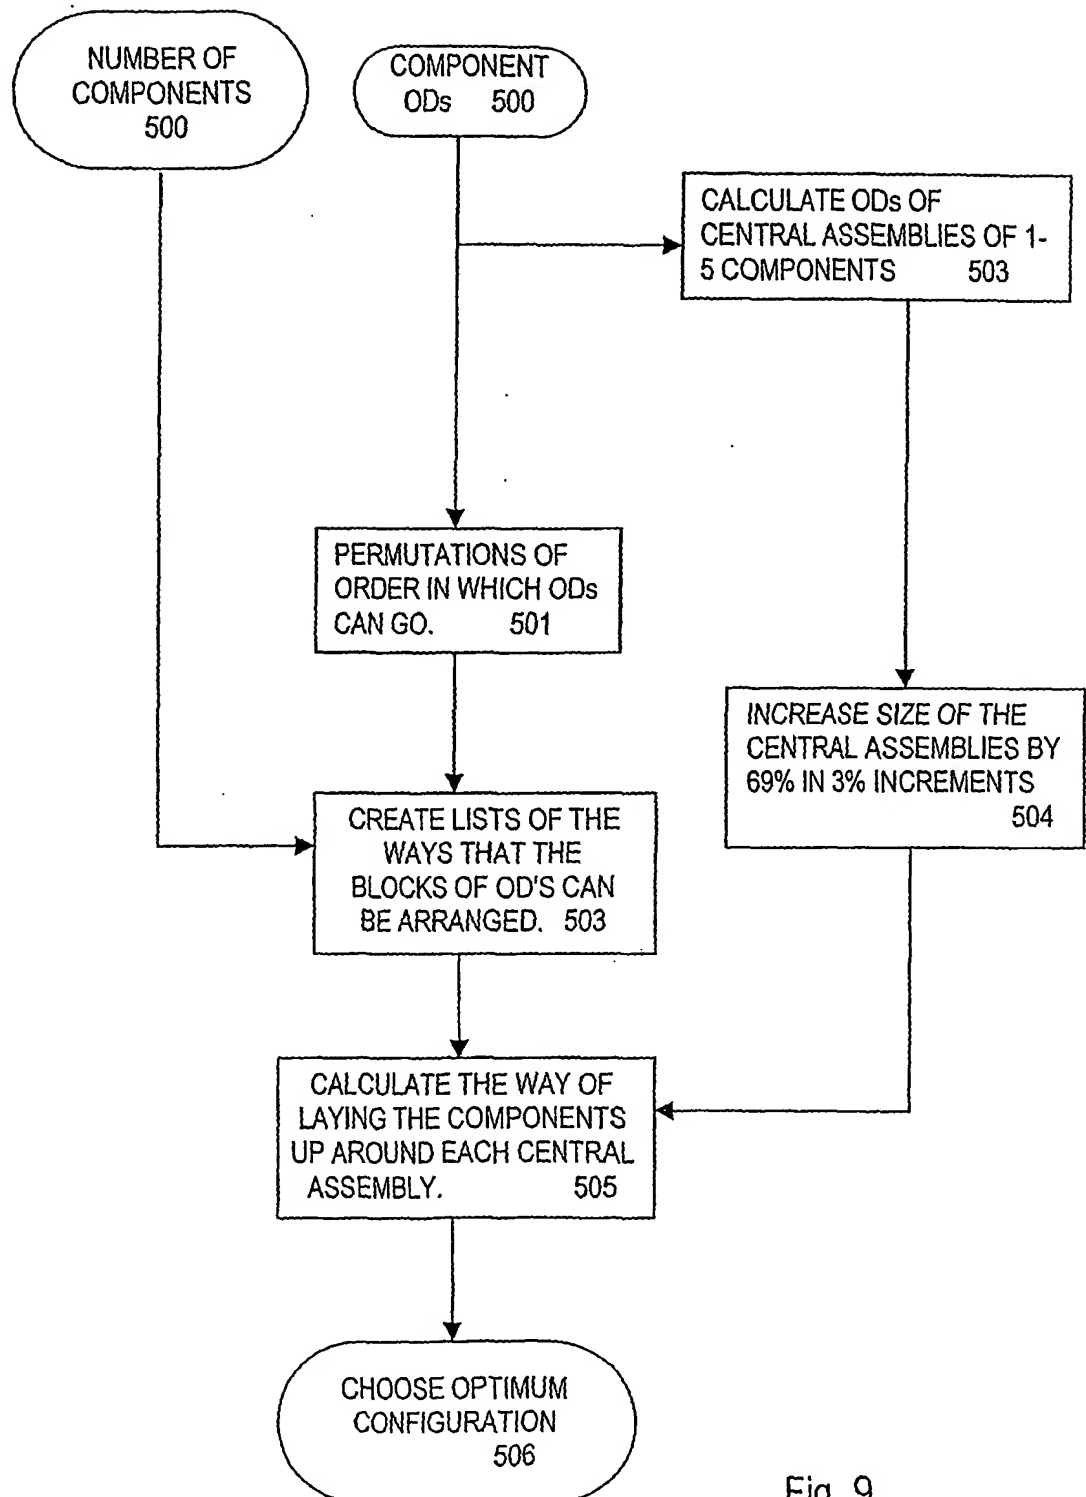 NUMBER OF
COMPONENTS
500
COMPONENT
ODs 500
CALCULATE ODs OF
CENTRAL ASSEMBLIES OF 1-
5 COMPONENTS 503
PERMUTATIONS OF
ORDER IN WHICH ODs
CAN GO. 501
INCREASE SIZE OF THE
CENTRAL ASSEMBLIES BY
69% IN 3% INCREMENTS
504
CREATE LISTS OF THE
WAYS THAT THE
BLOCKS OF OD'S CAN
BE ARRANGED. 503
CALCULATE THE WAY OF
LAYING THE COMPONENTS
UP AROUND EACH CENTRAL
ASSEMBLY. 505
CHOOSE OPTIMUM
CONFIGURATION
506
Fig. 9